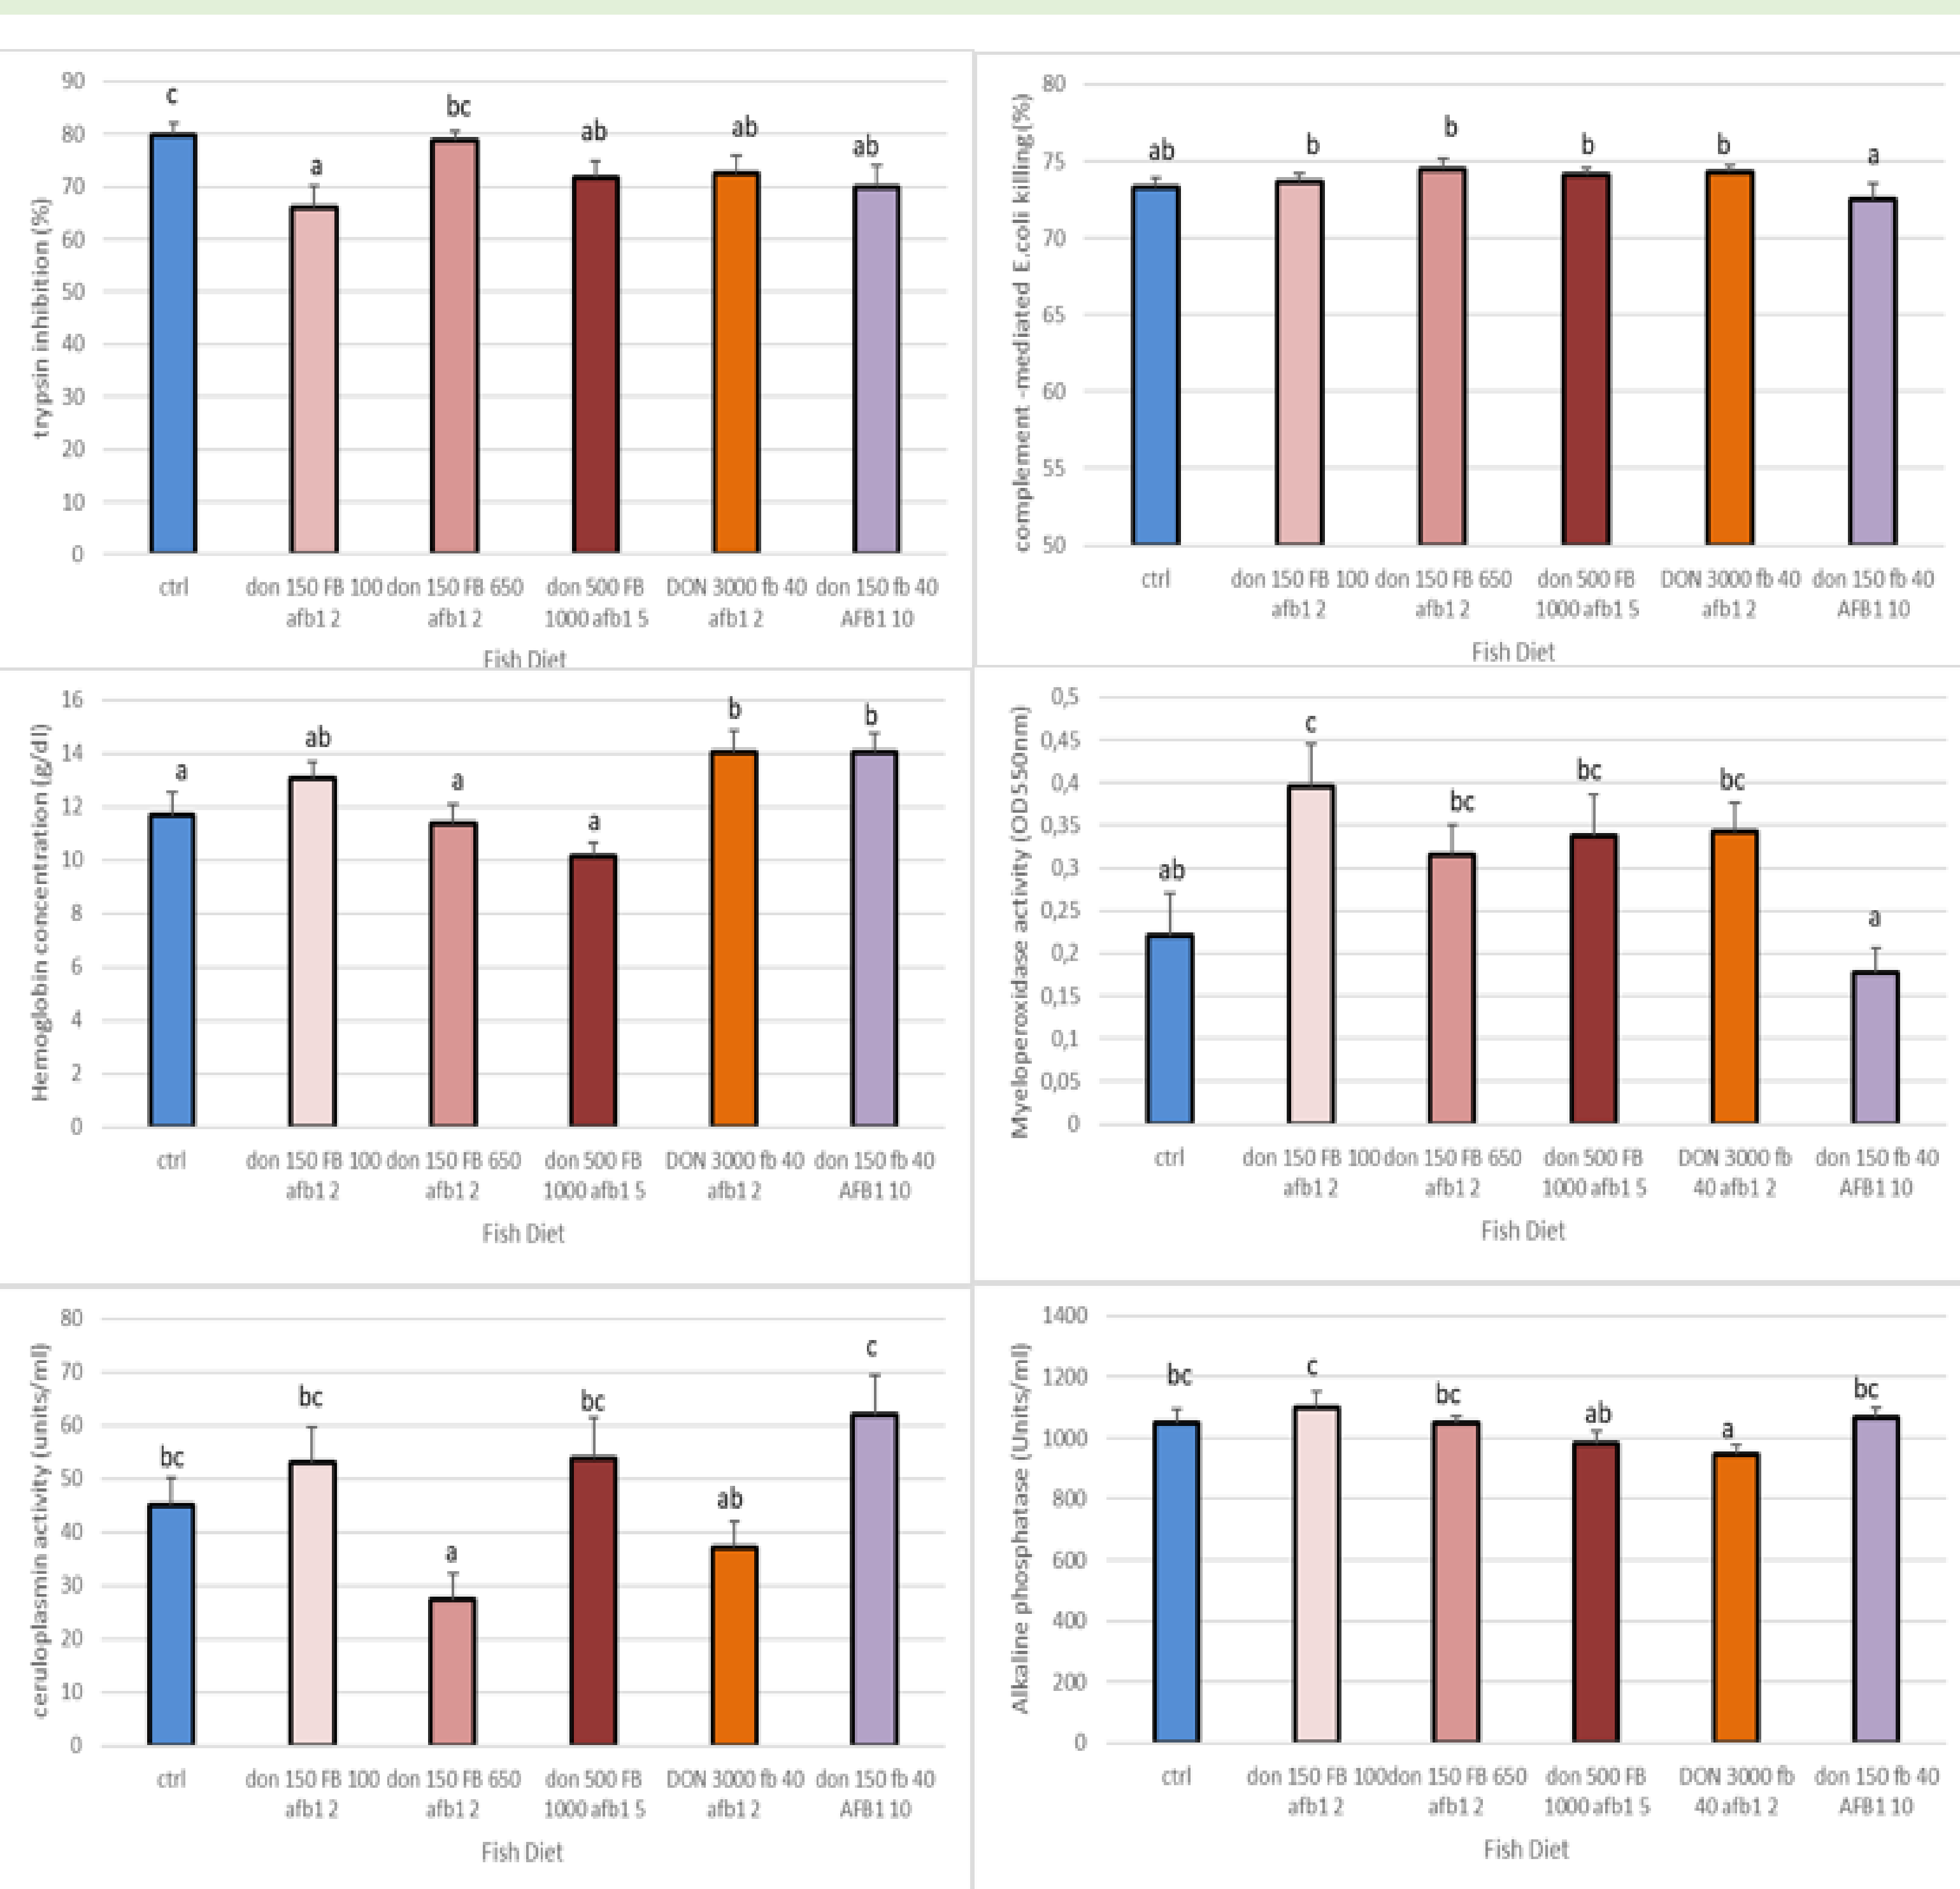 90
80
70
60
50
40
30
20
10
0
trypsin inhibition (%)
c
a
bc
ab
ab
ab
ctrl
don 150 FB 100
afb1 2
don 150 FB 650
afb1 2
don 500 FB
1000 afb1 5
DON 3000 fb 40
afb1 2
don 150 fb 40
AFB1 10
Fish Diet
80
75
70
65
60
55
50
complement -mediated E.coli killing (%)
ab
b
b
b
b
a
ctrl
don 150 FB 100
afb1 2
don 150 FB 650
afb1 2
don 500 FB
1000 afb1 5
DON 3000 fb 40
afb1 2
don 150 fb 40
AFB1 10
Fish Diet
16
14
12
10
8
6
4
2
0
Hemoglobin concentration (g/dl)
a
ab
a
a
b
b
ctrl
don 150 FB 100
afb1 2
don 150 FB 650
afb1 2
don 500 FB
1000 afb1 5
DON 3000 fb 40
afb1 2
don 150 fb 40
AFB1 10
Fish Diet
0,5
0,45
0,4
0,35
0,3
0,25
0,2
0,15
0,1
0,05
0
Myeloperoxidase activity (OD550nm)
ab
c
bc
bc
bc
a
ctrl
don 150 FB 100
afb1 2
don 150 FB 650
afb1 2
don 500 FB
1000 afb1 5
DON 3000 fb
40 afb1 2
don 150 fb 40
AFB1 10
Fish Diet
80
70
60
50
40
30
20
10
0
ceruloplasmin activity (units/ml)
bc
bc
a
bc
ab
c
ctrl
don 150 FB 100
afb1 2
don 150 FB 650
afb1 2
don 500 FB
1000 afb1 5
DON 3000 fb 40
afb1 2
don 150 fb 40
AFB1 10
Fish Diet
1400
1200
1000
800
600
400
200
0
Alkaline phosphatase (Units/ml)
bc
c
bc
ab
a
bc
ctrl
don 150 FB 100
afb1 2
don 150 FB 650
afb1 2
don 500 FB
1000 afb1 5
DON 3000 fb
40 afb1 2
don 150 fb 40
AFB1 10
Fish Diet